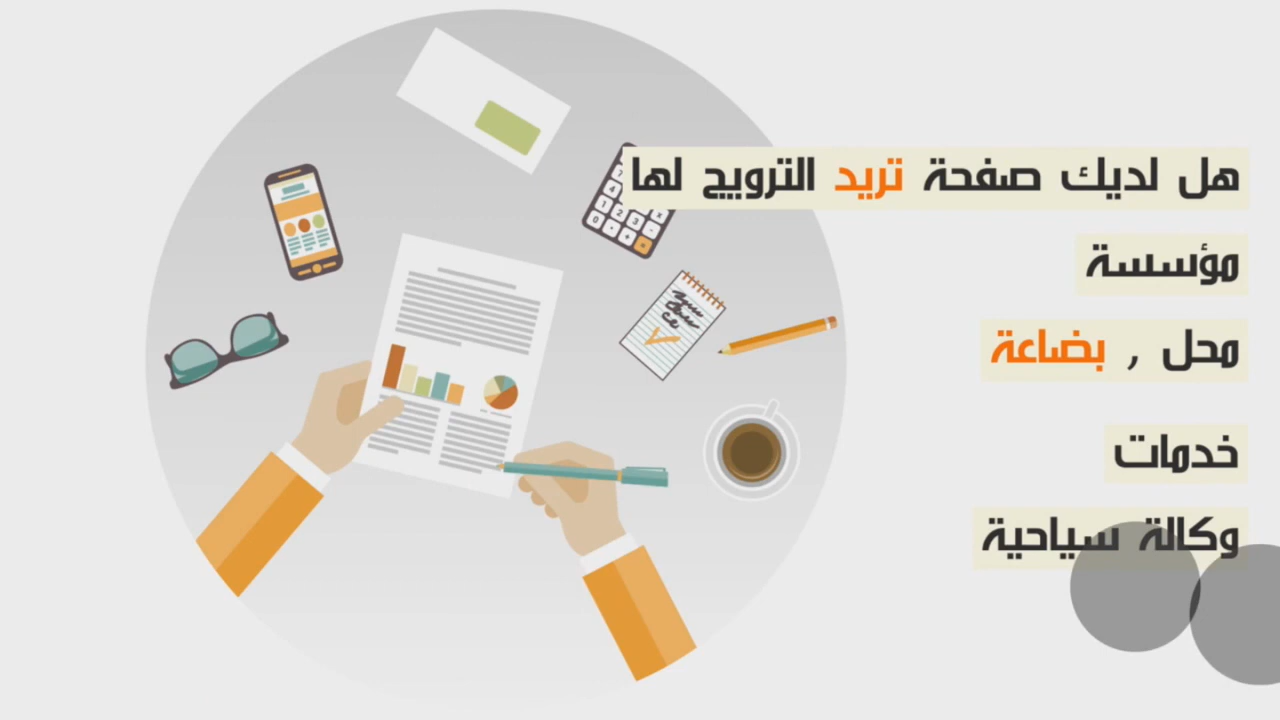 هل لديك صفحة تريد الترويج لها
مؤسسة
محل , بضاعة
خدمات
وكالة سياحية